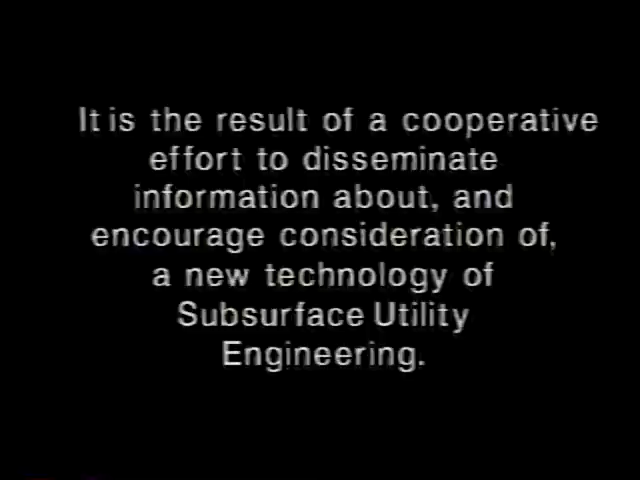 It is the result of a cooperative
effort to disseminate
information about, and
encourage consideration of,
a new technology of
Subsurface Utility
Engineering.